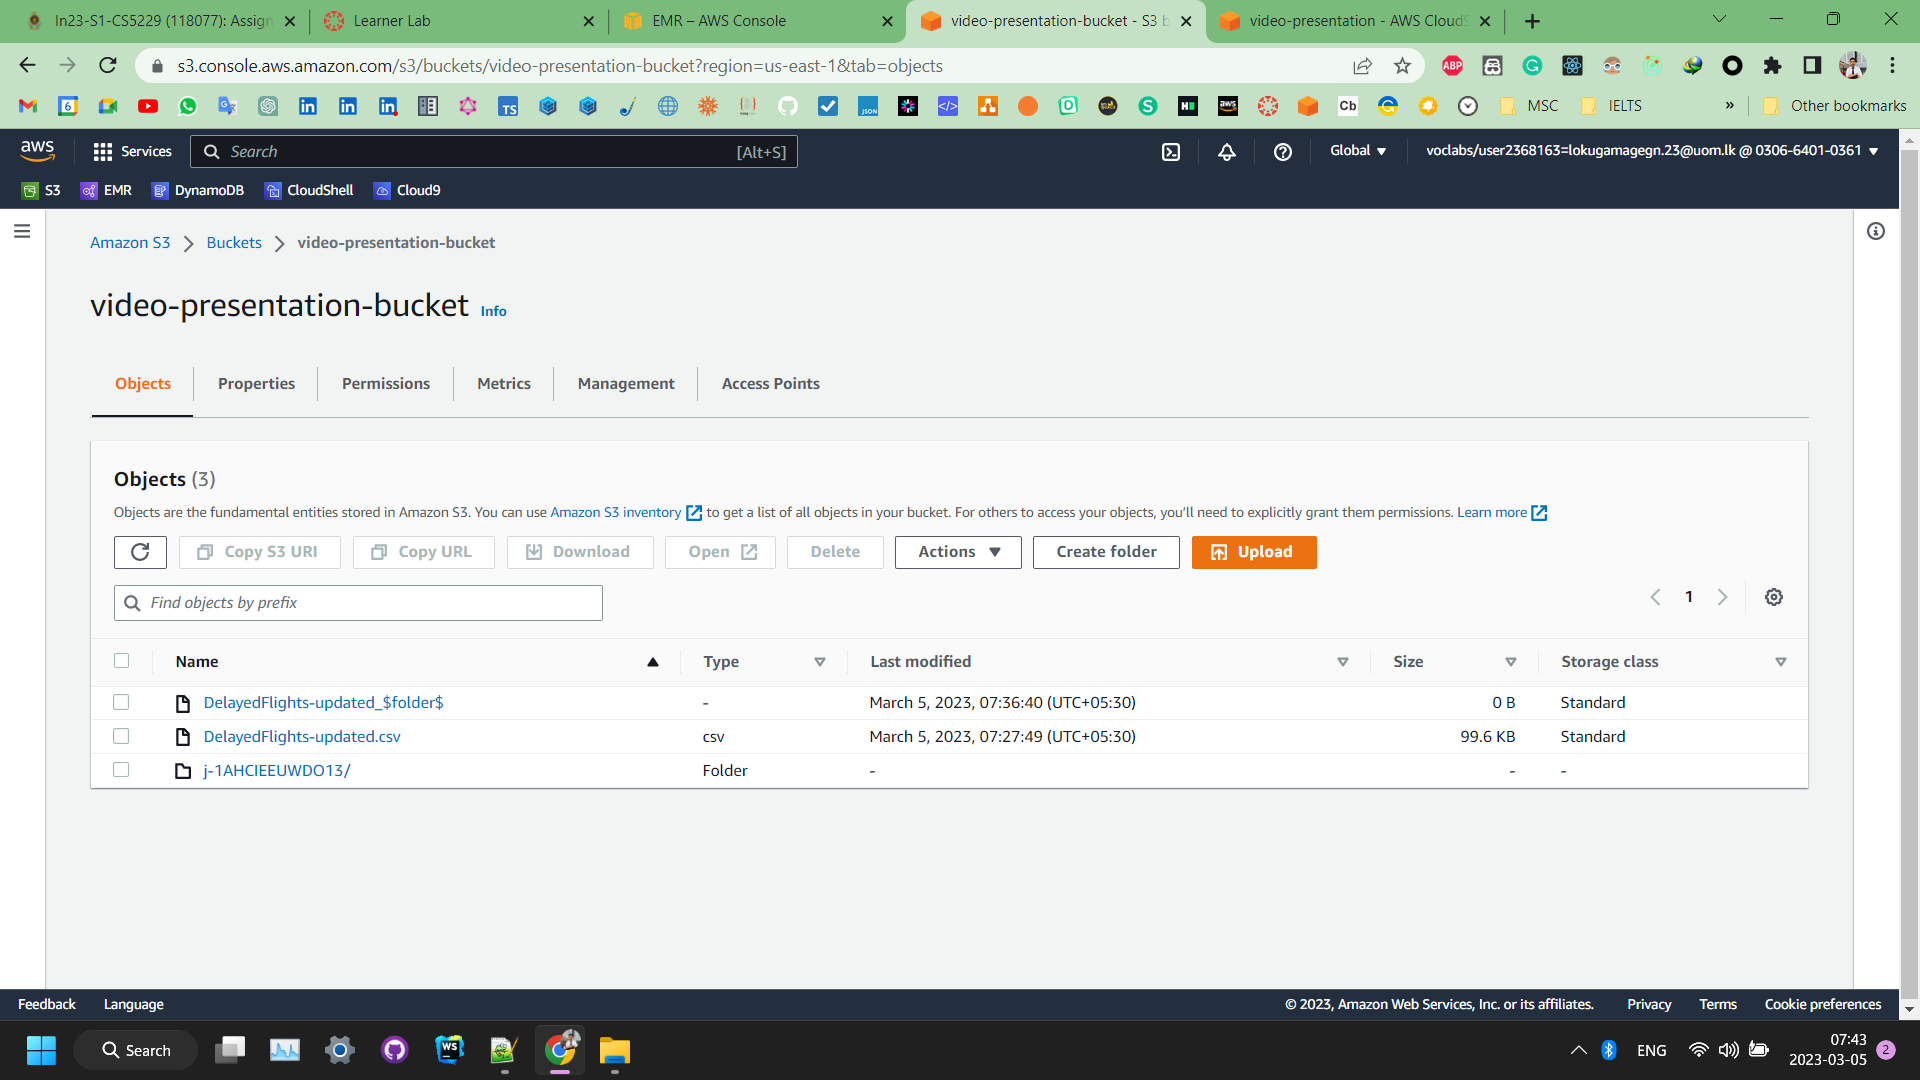 In23-S1-CS5229 (118077): Assign
Learner Lab
EMR – AWS Console
video-presentation-bucket - S3 b
video-presentation - AWS Cloud9
s3.console.aws.amazon.com/s3/buckets/video-presentation-bucket?region=us-east-1&tab=objects
ABP
6
TS
JSON
aws
Cb
MSC
IELTS
»
Other bookmarks
aws
Services
Search
[Alt+S]
Global
voclabs/user2368163=lokugamagegn.23@uom.lk @ 0306-6401-0361
S3
EMR
DynamoDB
CloudShell
Cloud9
Amazon S3
Buckets
video-presentation-bucket
video-presentation-bucket Info
Objects
Properties
Permissions
Metrics
Management
Access Points
Objects (3)
Objects are the fundamental entities stored in Amazon S3. You can use Amazon S3 inventory to get a list of all objects in your bucket. For others to access your objects, you'll need to explicitly grant them permissions. Learn more
Copy S3 URI
Copy URL
Download
Open
Delete
Actions
Create folder
Upload
Find objects by prefix
1
Name Type Last modified Size Storage class
DelayedFlights-updated_$folder$ - March 5, 2023, 07:36:40 (UTC+05:30) 0 B Standard
DelayedFlights-updated.csv csv March 5, 2023, 07:27:49 (UTC+05:30) 99.6 KB Standard
j-1AHCIEEUWDO13/ Folder - - -
Feedback
Language
© 2023, Amazon Web Services, Inc. or its affiliates.
Privacy
Terms
Cookie preferences
Search
WS
ENG
07:43
2023-03-05
2